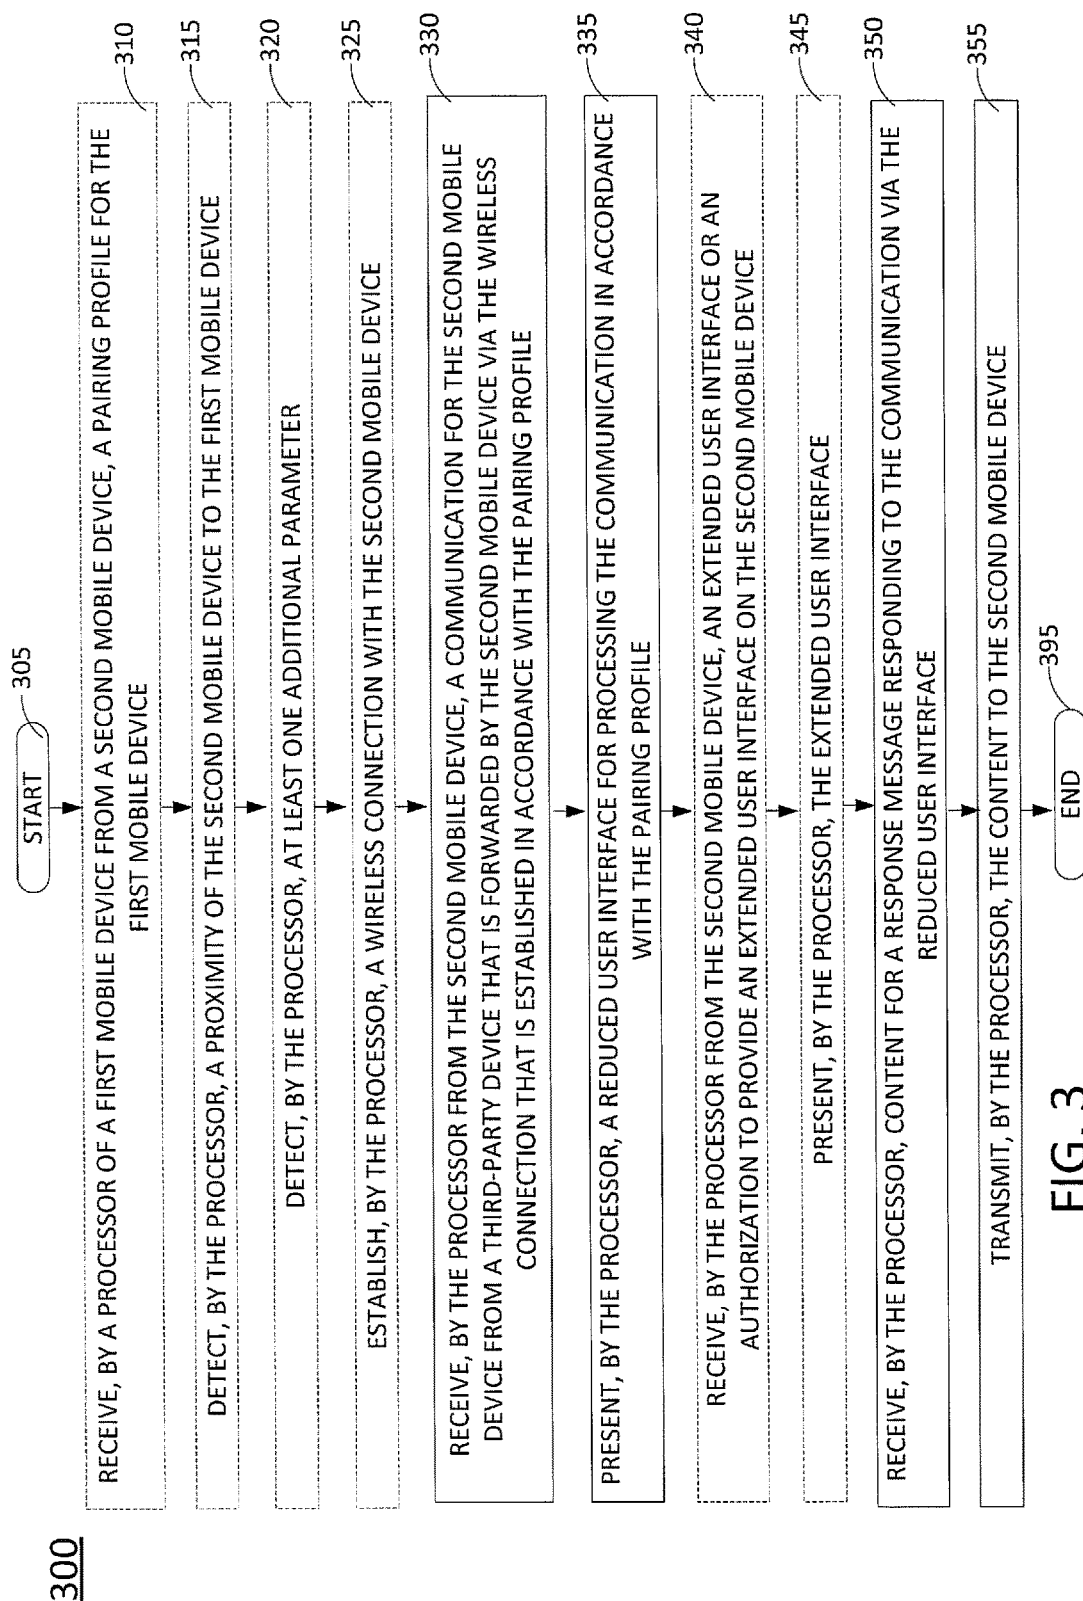 300
START
305
RECEIVE, BY A PROCESSOR OF A FIRST MOBILE DEVICE FROM A SECOND MOBILE DEVICE, A PAIRING PROFILE FOR THE
FIRST MOBILE DEVICE
310
DETECT, BY THE PROCESSOR, A PROXIMITY OF THE SECOND MOBILE DEVICE TO THE FIRST MOBILE DEVICE
315
DETECT, BY THE PROCESSOR, AT LEAST ONE ADDITIONAL PARAMETER
320
ESTABLISH, BY THE PROCESSOR, A WIRELESS CONNECTION WITH THE SECOND MOBILE DEVICE
325
RECEIVE, BY THE PROCESSOR FROM THE SECOND MOBILE DEVICE, A COMMUNICATION FOR THE SECOND MOBILE
DEVICE FROM A THIRD-PARTY DEVICE THAT IS FORWARDED BY THE SECOND MOBILE DEVICE VIA THE WIRELESS
CONNECTION THAT IS ESTABLISHED IN ACCORDANCE WITH THE PAIRING PROFILE
330
PRESENT, BY THE PROCESSOR, A REDUCED USER INTERFACE FOR PROCESSING THE COMMUNICATION IN ACCORDANCE
WITH THE PAIRING PROFILE
335
RECEIVE, BY THE PROCESSOR FROM THE SECOND MOBILE DEVICE, AN EXTENDED USER INTERFACE OR AN
AUTHORIZATION TO PROVIDE AN EXTENDED USER INTERFACE ON THE SECOND MOBILE DEVICE
340
PRESENT, BY THE PROCESSOR, THE EXTENDED USER INTERFACE
345
RECEIVE, BY THE PROCESSOR, CONTENT FOR A RESPONSE MESSAGE RESPONDING TO THE COMMUNICATION VIA THE
REDUCED USER INTERFACE
350
TRANSMIT, BY THE PROCESSOR, THE CONTENT TO THE SECOND MOBILE DEVICE
355
END
395
FIG. 3